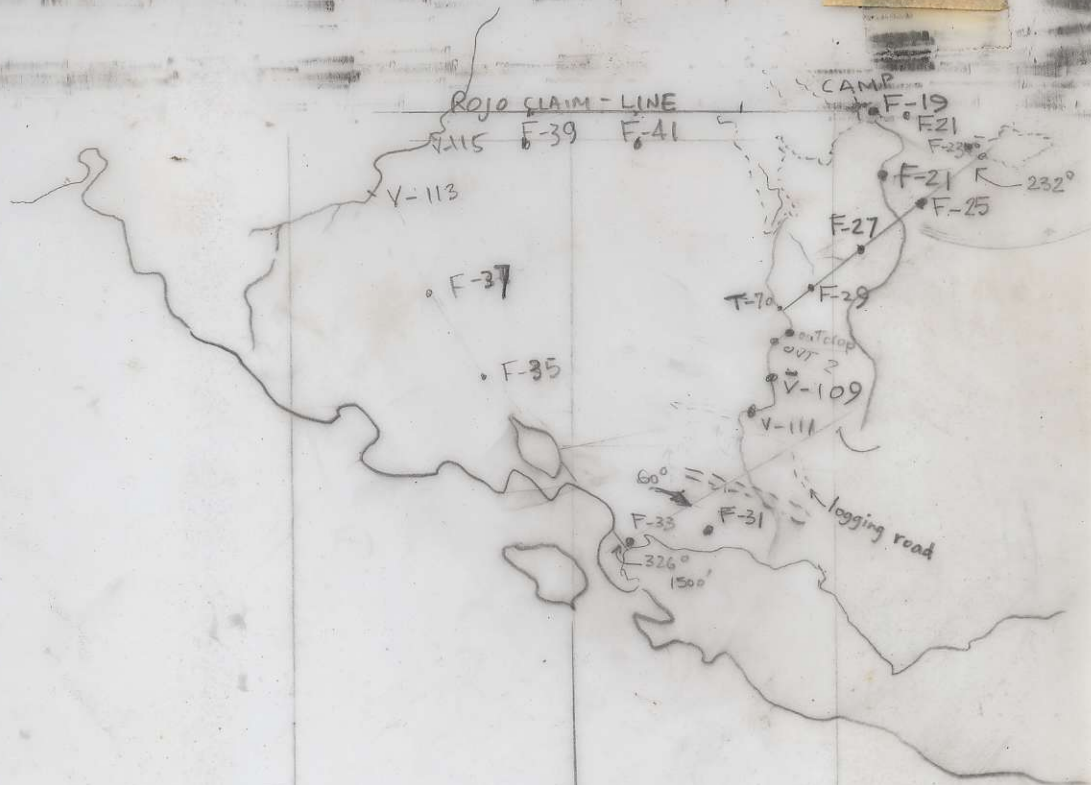 CAMP
ROJO CLAIM-LINE
F-19
F-21
V-115
F-39
F-41
F-23
232°
F-21
V-113
F-25
F-27
F-37
F-29
T-70
outcrop
OUT 2
F-35
V-109
V-111
60°
logging road
F-31
F-33
326°
1500'